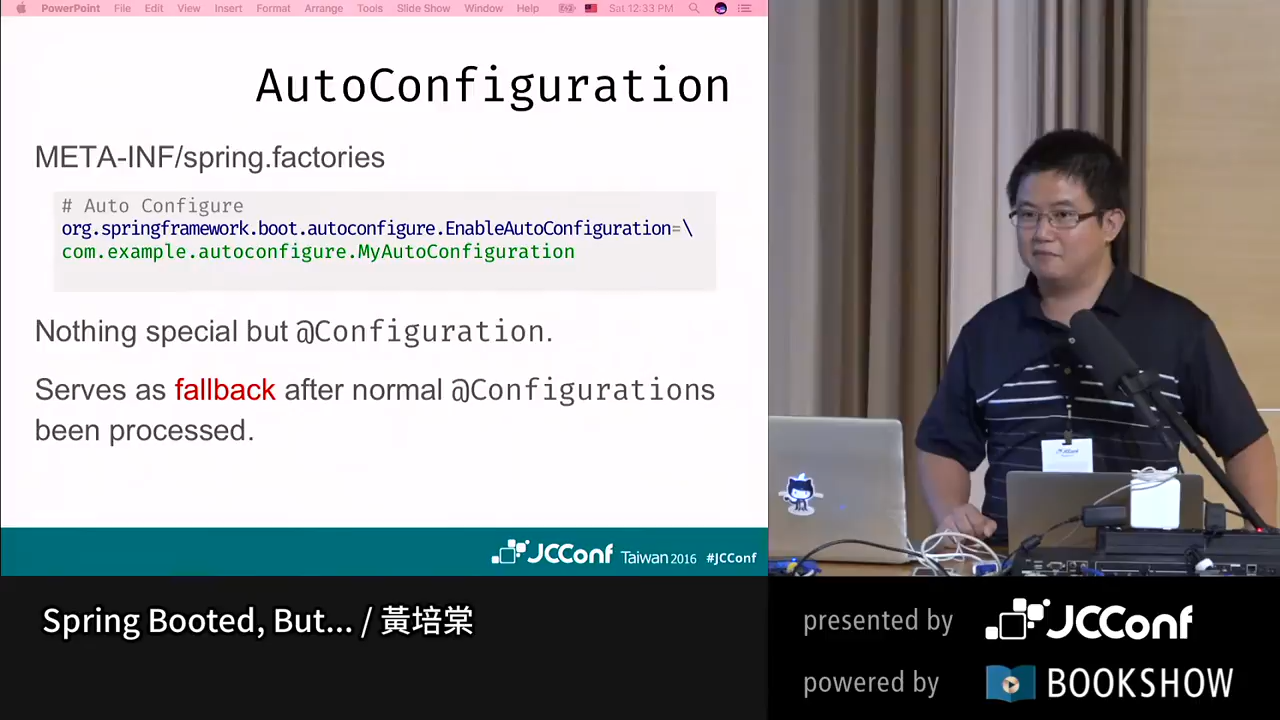 PowerPoint File Edit View Insert Format Arrange Tools Slide Show Window Help Sat 12:33 PM
AutoConfiguration
META-INF/spring.factories
# Auto Configure
org.springframework.boot.autoconfigure.EnableAutoConfiguration=\
com.example.autoconfigure.MyAutoConfiguration
Nothing special but @Configuration.
Serves as fallback after normal @Configurations
been processed.
JCConf Taiwan 2016 #JCConf
Spring Booted, But... / 黃培棠
presented by JCConf
powered by BOOKSHOW